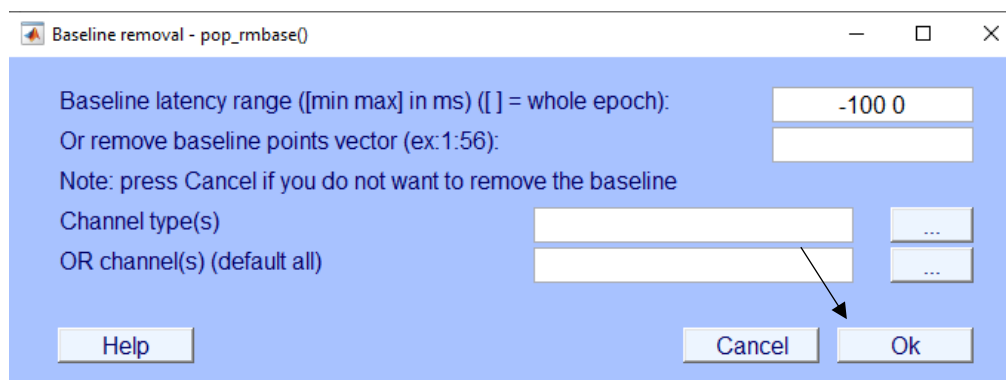 Baseline removal - pop_rmbase()
Baseline latency range ([min max] in ms) ([ ] = whole epoch): -100 0
Or remove baseline points vector (ex:1:56):
Note: press Cancel if you do not want to remove the baseline
Channel type(s) ...
OR channel(s) (default all) ...
Help Cancel Ok